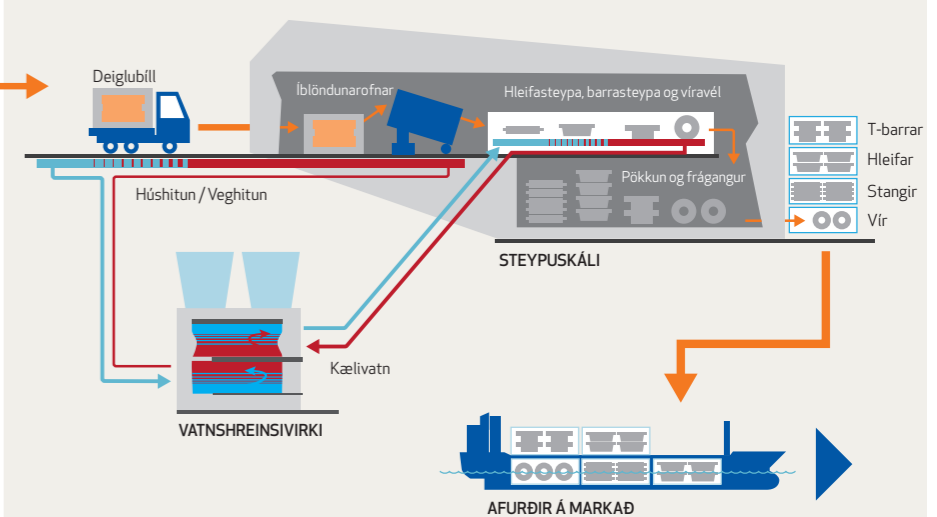 Deiglubíll
Íblöndunarofnar
Hleifasteypa, barrasteypa og víravél
T-barrar
Hleifar
Stangir
Vír
Pökkun og frágangur
Húshitun / Veghitun
STEYPUSKÁLI
Kælivatn
VATNSHREINSIVIRKI
AFURÐIR Á MARKAÐ